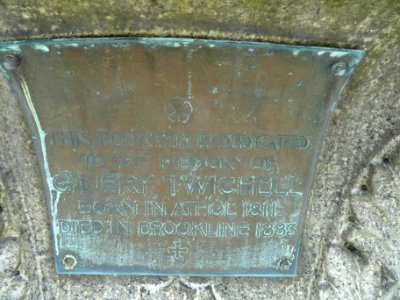 THIS FOUNTAIN IS DEDICATED
TO THE MEMORY OF
GINERY TWICHELL
BORN IN ATHOL 1811
DIED IN BROOKLINE 1883